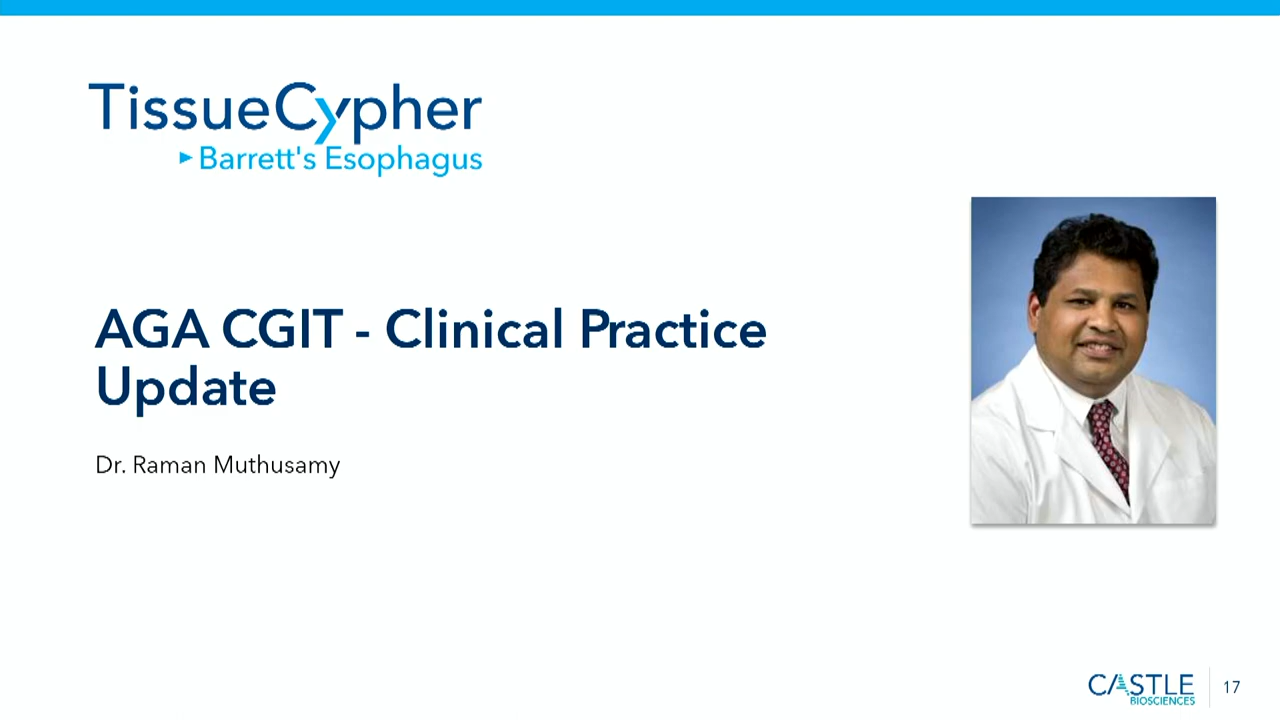 TissueCypher
Barrett's Esophagus
AGA CGIT - Clinical Practice
Update
Dr. Raman Muthusamy
CASTLE
BIOSCIENCES
17